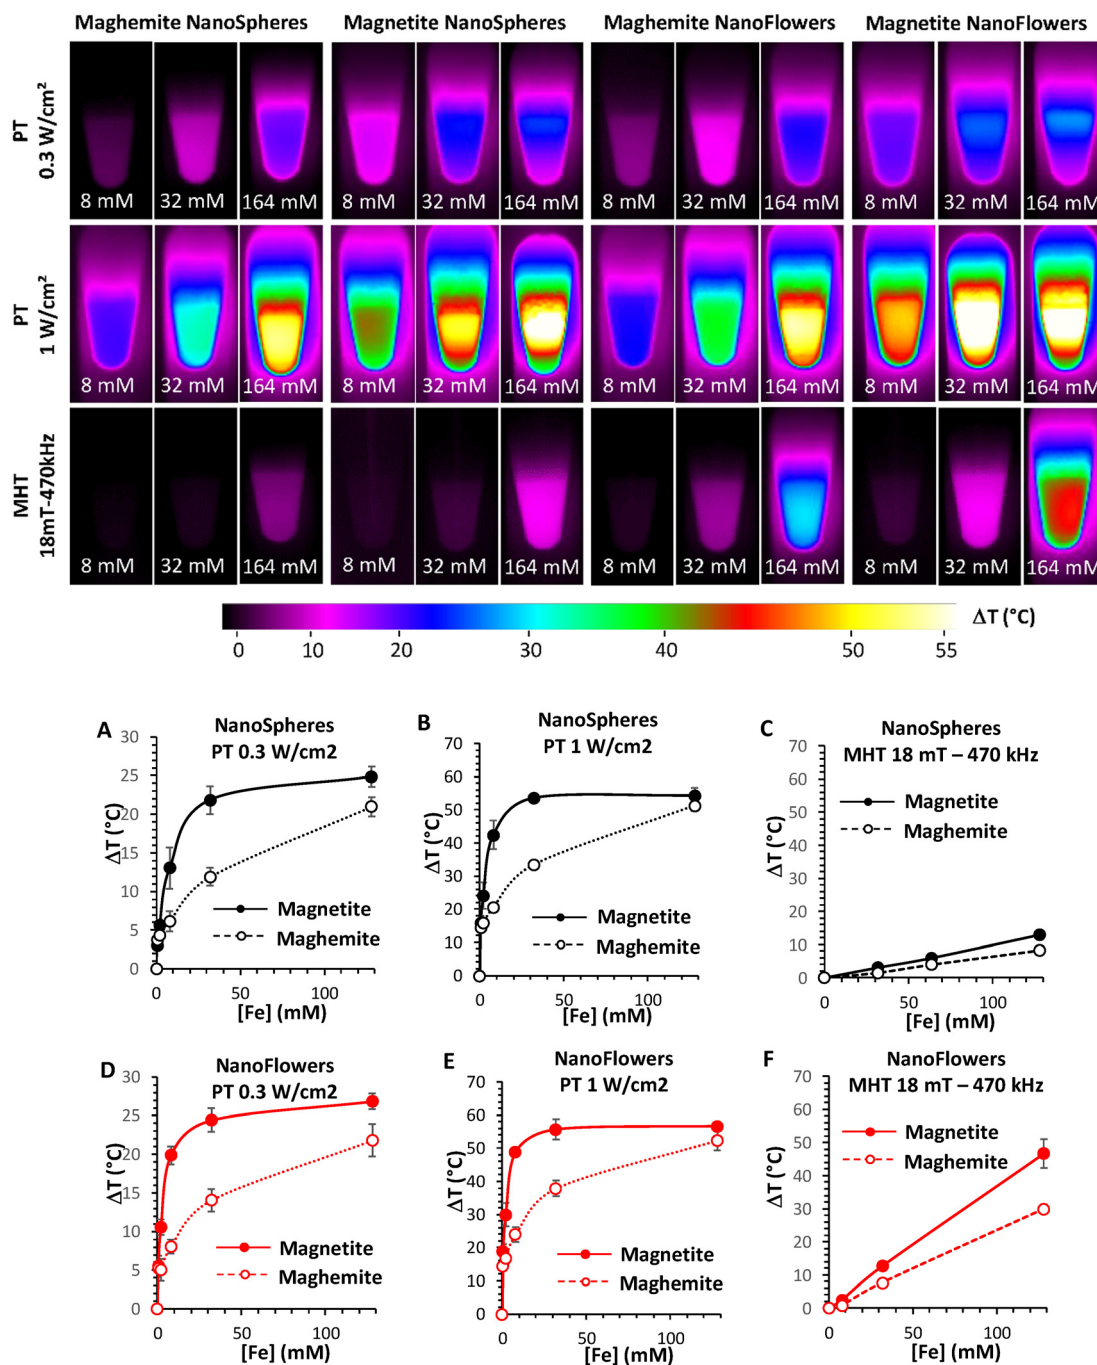 Maghemite NanoSpheres
Magnetite NanoSpheres
Maghemite NanoFlowers
Magnetite NanoFlowers
PT
0.3 W/cm²
8 mM
32 mM
164 mM
8 mM
32 mM
164 mM
8 mM
32 mM
164 mM
8 mM
32 mM
164 mM
PT
1 W/cm²
8 mM
32 mM
164 mM
8 mM
32 mM
164 mM
8 mM
32 mM
164 mM
8 mM
32 mM
164 mM
MHT
18mT-470kHz
8 mM
32 mM
164 mM
8 mM
32 mM
164 mM
8 mM
32 mM
164 mM
8 mM
32 mM
164 mM
ΔT (°C)
0 10 20 30 40 50 55
A
NanoSpheres
PT 0.3 W/cm2
30
25
20
15
10
5
0
ΔT (°C)
Magnetite
Maghemite
0 50 100
[Fe] (mM)
B
NanoSpheres
PT 1 W/cm2
70
60
50
40
30
20
10
0
ΔT (°C)
Magnetite
Maghemite
0 50 100
[Fe] (mM)
C
NanoSpheres
MHT 18 mT – 470 kHz
70
60
50
40
30
20
10
0
ΔT (°C)
Magnetite
Maghemite
0 50 100
[Fe] (mM)
D
NanoFlowers
PT 0.3 W/cm2
30
25
20
15
10
5
0
ΔT (°C)
Magnetite
Maghemite
0 50 100
[Fe] (mM)
E
NanoFlowers
PT 1 W/cm2
70
60
50
40
30
20
10
0
ΔT (°C)
Magnetite
Maghemite
0 50 100
[Fe] (mM)
F
NanoFlowers
MHT 18 mT – 470 kHz
70
60
50
40
30
20
10
0
ΔT (°C)
Magnetite
Maghemite
0 50 100
[Fe] (mM)